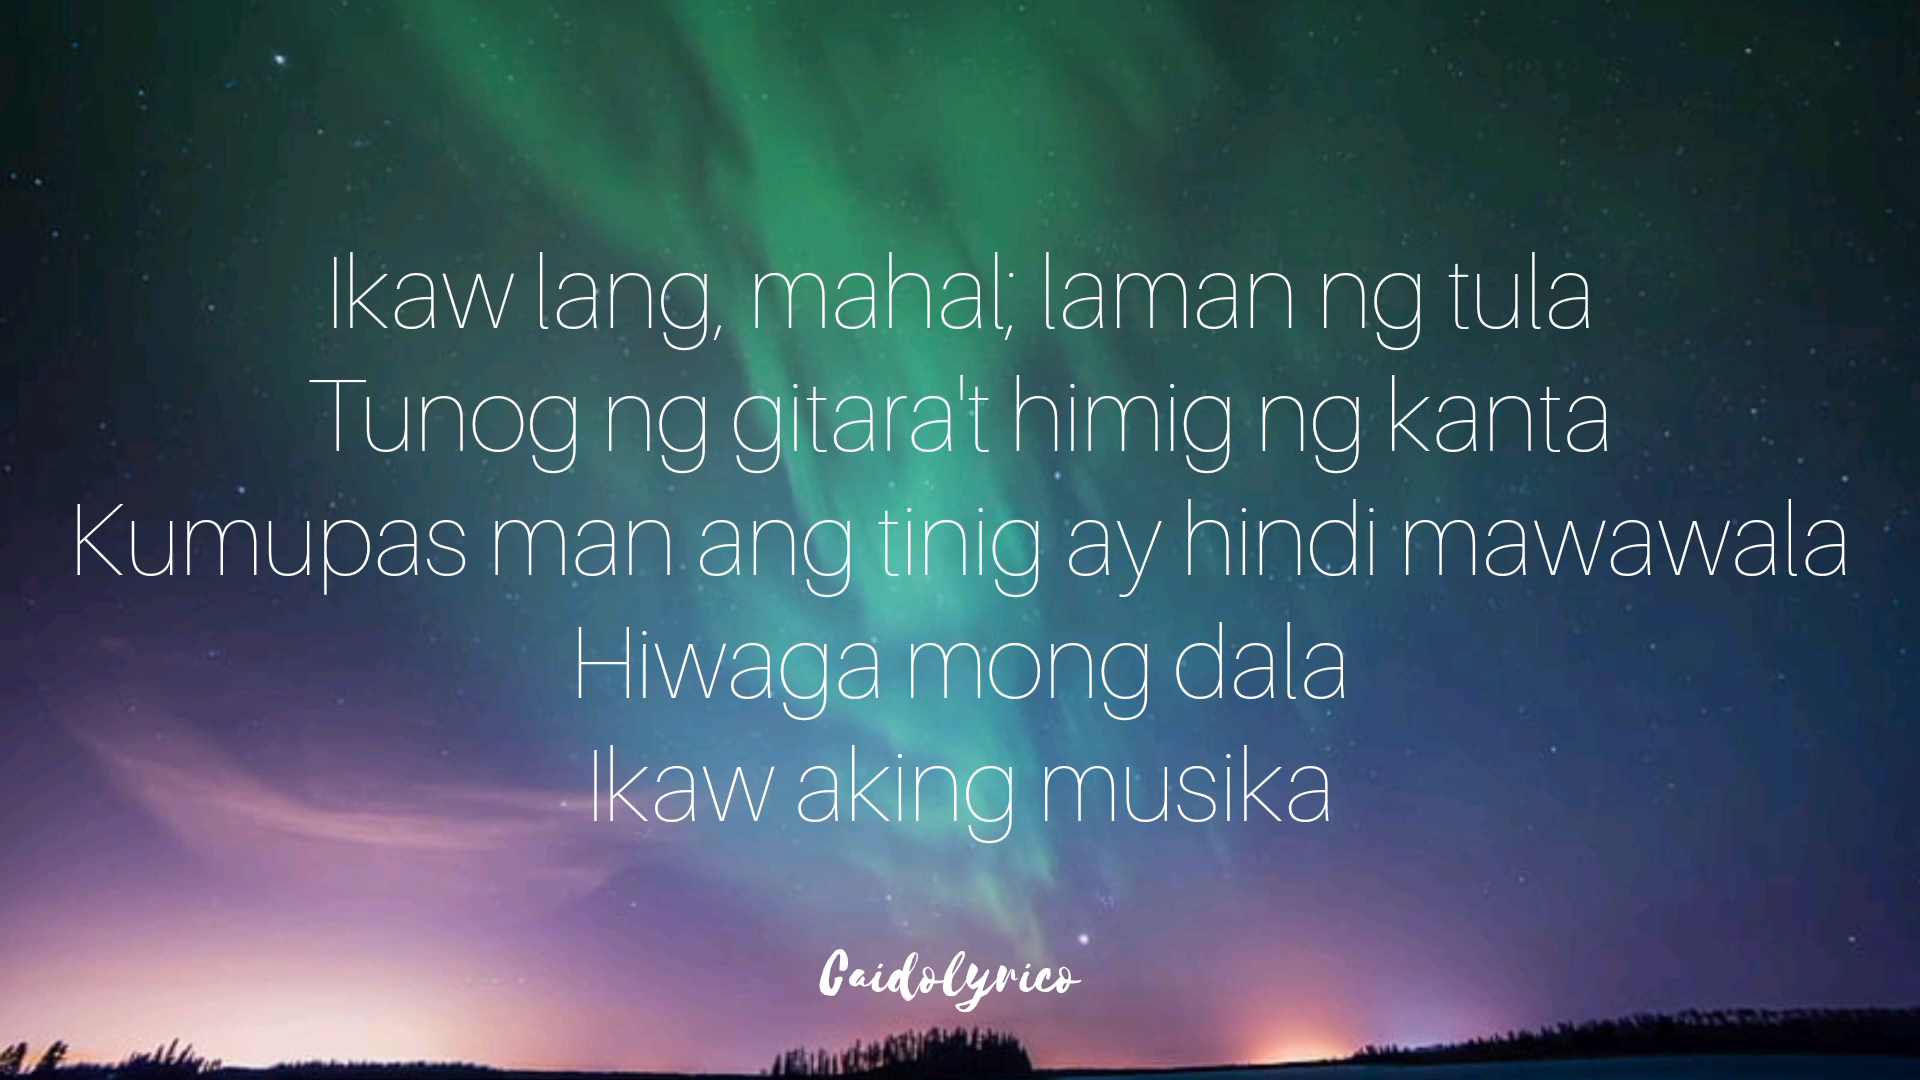 Ikaw lang, mahal; laman ng tula
Tunog ng gitara't himig ng kanta
Kumupas man ang tinig ay hindi mawawala
Hiwaga mong dala
Ikaw aking musika
Caidolyrico